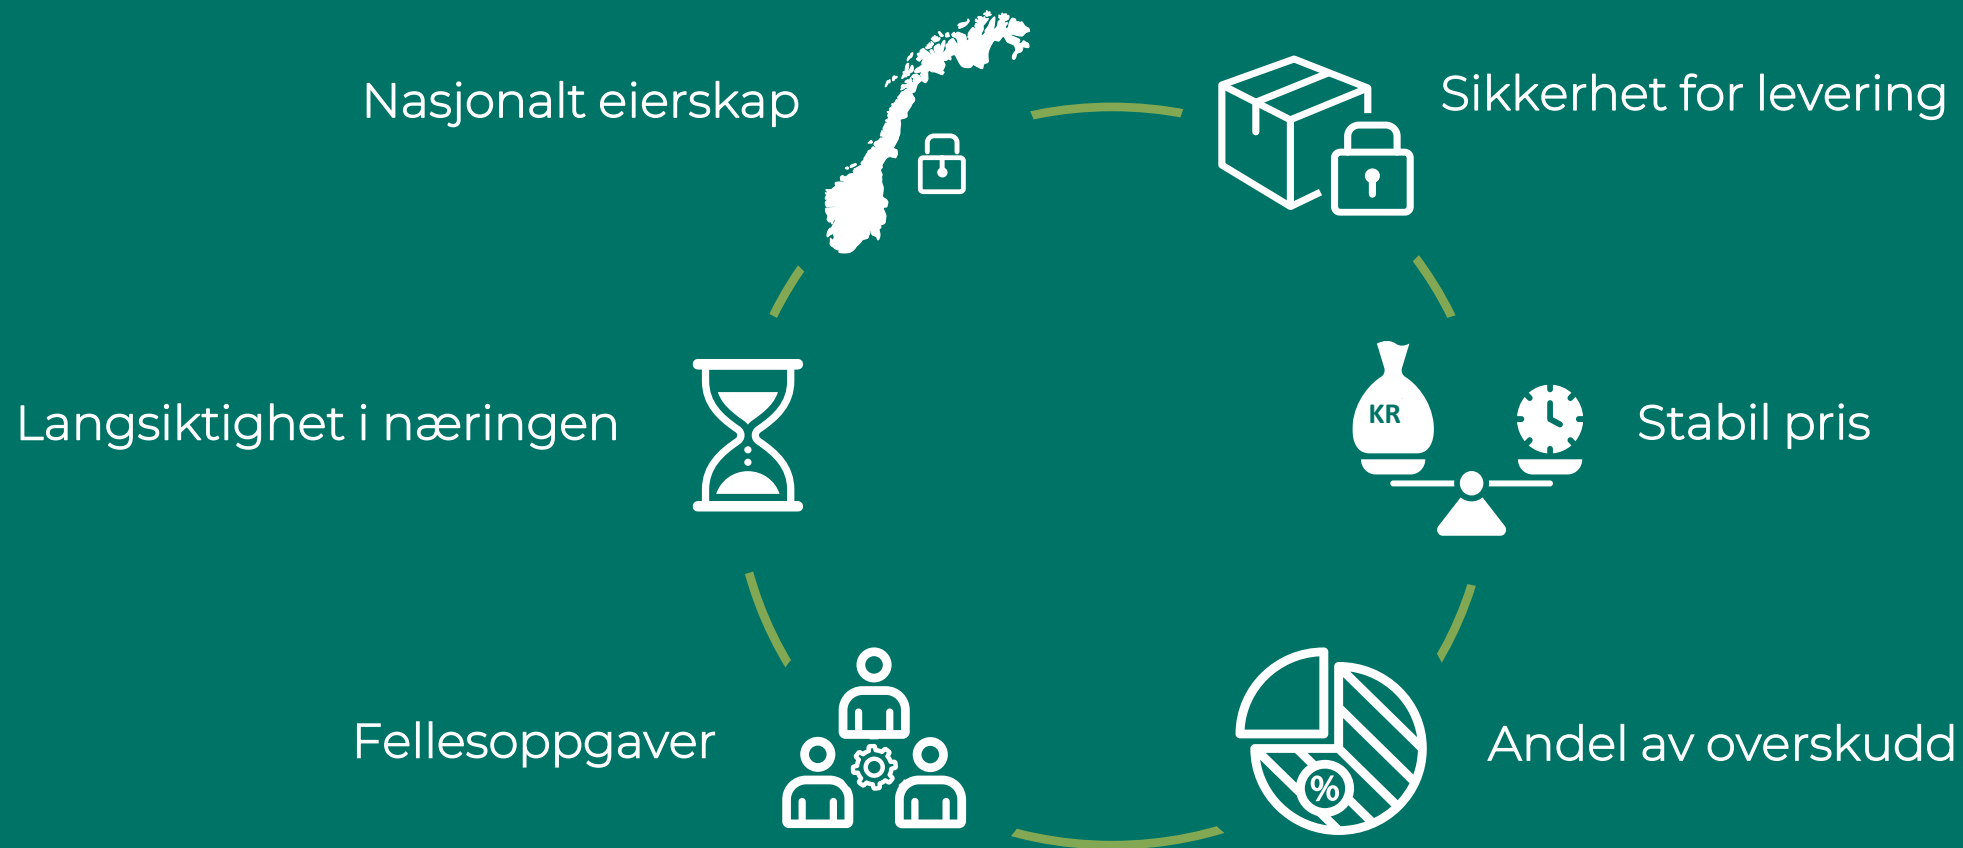 Nasjonalt eierskap
Sikkerhet for levering
Langsiktighet i næringen
KR
Stabil pris
Fellesoppgaver
%
Andel av overskudd